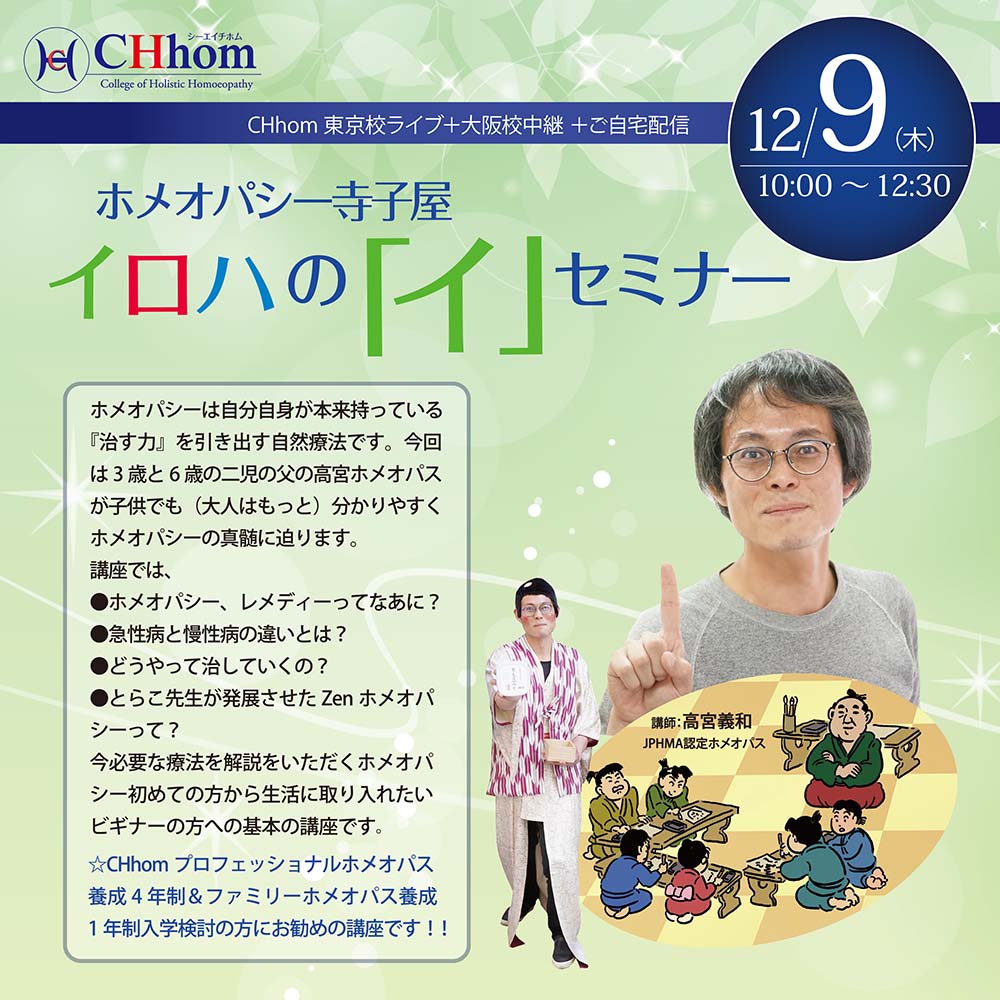 シーエイチホム
CHhom
College of Holistic Homoeopathy
CHhom 東京校ライブ＋大阪校中継 ＋ご自宅配信
12/9（木）
10:00 ～ 12:30
ホメオパシー寺子屋
イロハの「イ」セミナー
ホメオパシーは自分自身が本来持っている
『治す力』を引き出す自然療法です。今回
は 3 歳と 6 歳の二児の父の高宮ホメオパス
が子供でも（大人はもっと）分かりやすく
ホメオパシーの真髄に迫ります。
講座では、
●ホメオパシー、レメディーってなあに？
●急性病と慢性病の違いとは？
●どうやって治していくの？
●とらこ先生が発展させた Zen ホメオパ
シーって？
今必要な療法を解説をいただくホメオパ
シー初めての方から生活に取り入れたい
ビギナーの方への基本の講座です。
☆CHhom プロフェッショナルホメオパス
養成 4 年制＆ファミリーホメオパス養成
1 年制入学検討の方にお勧めの講座です！！
講師：高宮義和
JPHMA認定ホメオパス